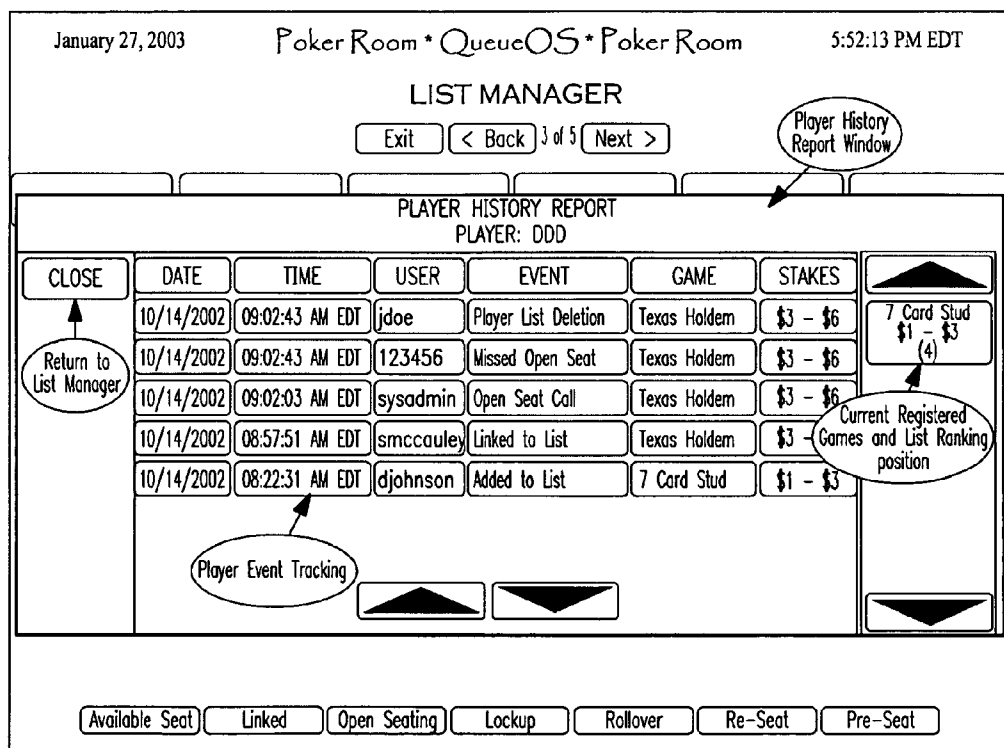 January 27, 2003 Poker Room * QueueOS * Poker Room 5:52:13 PM EDT
LIST MANAGER
Exit < Back 3 of 5 Next >
Player History
Report Window
PLAYER HISTORY REPORT
PLAYER: DDD
CLOSE DATE TIME USER EVENT GAME STAKES
10/14/2002 09:02:43 AM EDT jdoe Player List Deletion Texas Holdem $3 - $6
10/14/2002 09:02:43 AM EDT 123456 Missed Open Seat Texas Holdem $3 - $6
10/14/2002 09:02:03 AM EDT sysadmin Open Seat Call Texas Holdem $3 - $6
10/14/2002 08:57:51 AM EDT smccauley Linked to List Texas Holdem $3 -
10/14/2002 08:22:31 AM EDT djohnson Added to List 7 Card Stud $1 - $3
7 Card Stud
$1 - $3
(4)
Return to
List Manager
Current Registered
Games and List Ranking
position
Player Event Tracking
Available Seat Linked Open Seating Lockup Rollover Re-Seat Pre-Seat